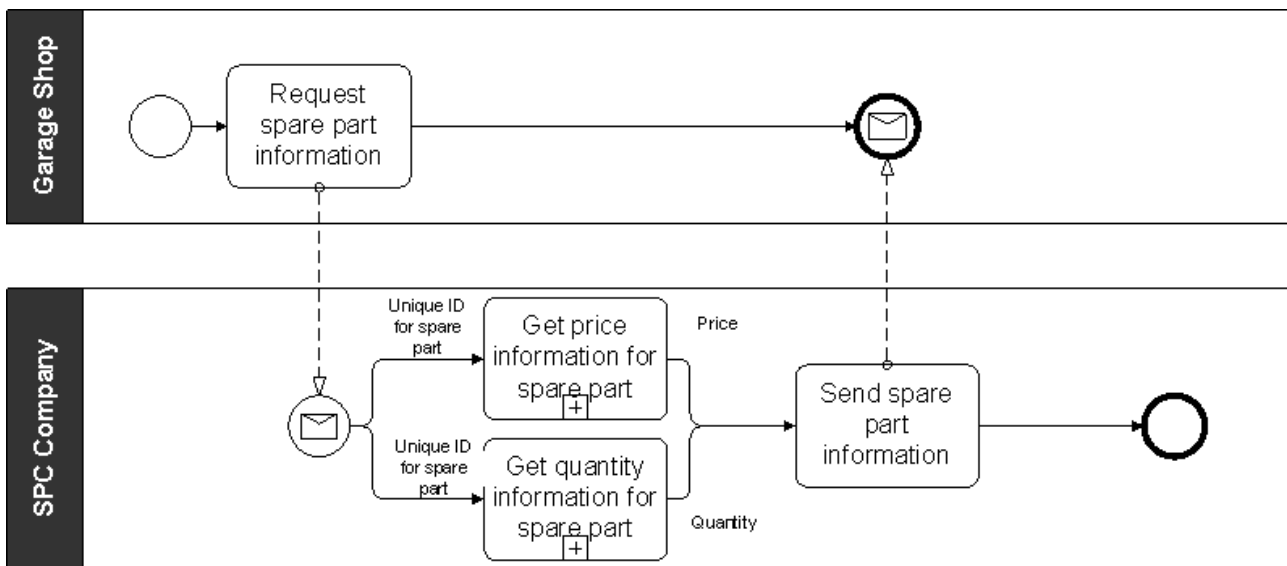 Garage Shop
Request
spare part
information
SPC Company
Unique ID
for spare
part
Get price
information for
spare part
Price
Unique ID
for spare
part
Get quantity
information for
spare part
Quantity
Send spare
part
information